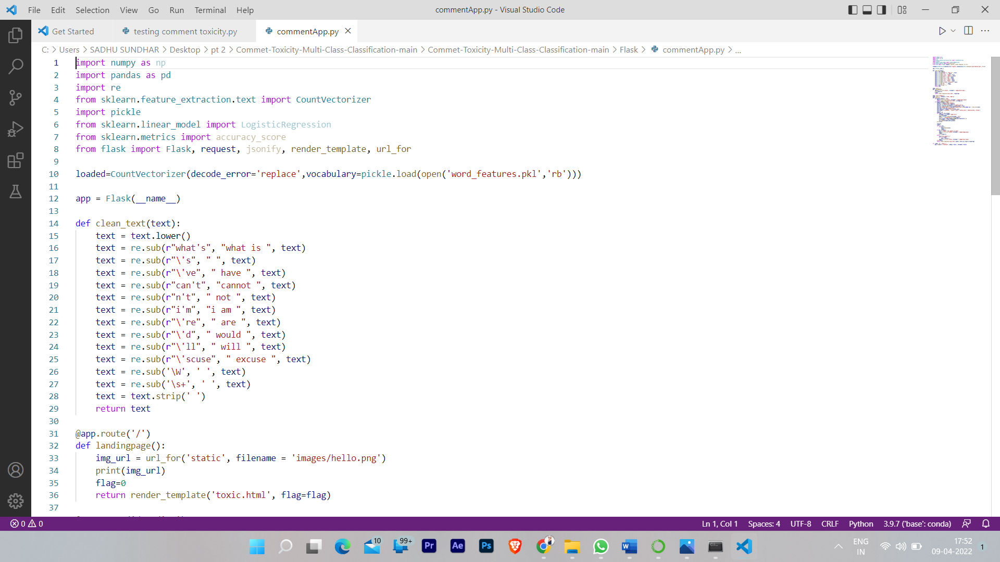 File Edit Selection View Go Run Terminal Help
commentApp.py - Visual Studio Code
Get Started
testing comment toxicity.py
commentApp.py
C: > Users > SADHU SUNDHAR > Desktop > pt 2 > Commet-Toxicity-Multi-Class-Classification-main > Commet-Toxicity-Multi-Class-Classification-main > Flask > commentApp.py > ...
1 import numpy as np
2 import pandas as pd
3 import re
4 from sklearn.feature_extraction.text import CountVectorizer
5 import pickle
6 from sklearn.linear_model import LogisticRegression
7 from sklearn.metrics import accuracy_score
8 from flask import Flask, request, jsonify, render_template, url_for
9
10 loaded=CountVectorizer(decode_error='replace',vocabulary=pickle.load(open('word_features.pkl','rb')))
11
12 app = Flask(__name__)
13
14 def clean_text(text):
15     text = text.lower()
16     text = re.sub(r"what's", "what is ", text)
17     text = re.sub(r"\'s", " ", text)
18     text = re.sub(r"\'ve", " have ", text)
19     text = re.sub(r"can't", "cannot ", text)
20     text = re.sub(r"n't", " not ", text)
21     text = re.sub(r"i'm", "i am ", text)
22     text = re.sub(r"\'re", " are ", text)
23     text = re.sub(r"\'d", " would ", text)
24     text = re.sub(r"\'ll", " will ", text)
25     text = re.sub(r"\'scuse", " excuse ", text)
26     text = re.sub('\W', ' ', text)
27     text = re.sub('\s+', ' ', text)
28     text = text.strip(' ')
29     return text
30
31 @app.route('/')
32 def landingpage():
33     img_url = url_for('static', filename = 'images/hello.png')
34     print(img_url)
35     flag=0
36     return render_template('toxic.html', flag=flag)
37
0 0
Ln 1, Col 1 Spaces: 4 UTF-8 CRLF Python 3.9.7 ('base': conda)
10 99+ Pr Ae Ps W
ENG
IN
17:52
09-04-2022
1